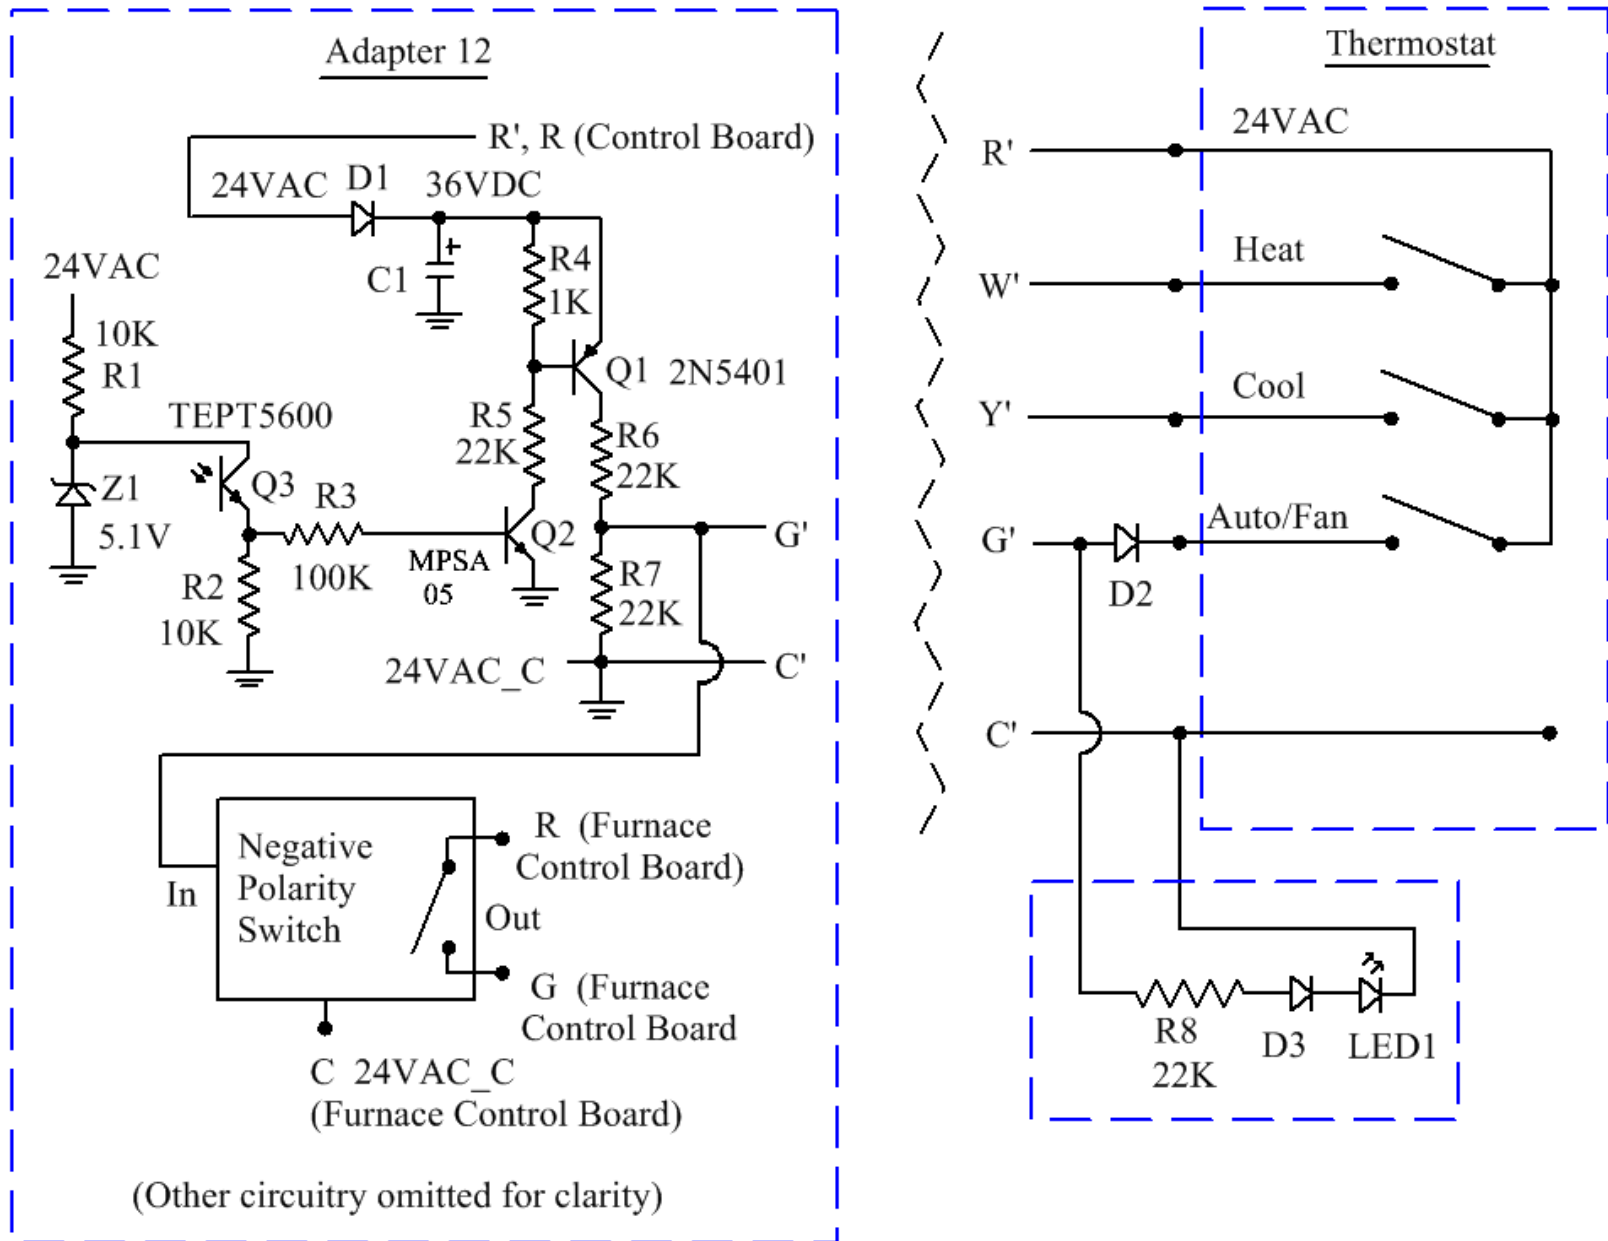 Adapter 12
R', R (Control Board)
24VAC
D1
36VDC
24VAC
C1
+
R4
1K
10K
R1
Q1 2N5401
TEPT5600
R5
22K
R6
22K
Z1
5.1V
Q3
R3
100K
MPSA
05
Q2
G'
R2
10K
R7
22K
24VAC_C
C'
In
Negative
Polarity
Switch
Out
R (Furnace
Control Board)
G (Furnace
Control Board
C 24VAC_C
(Furnace Control Board)
(Other circuitry omitted for clarity)
Thermostat
24VAC
R'
Heat
W'
Cool
Y'
Auto/Fan
G'
D2
C'
R8
22K
D3
LED1